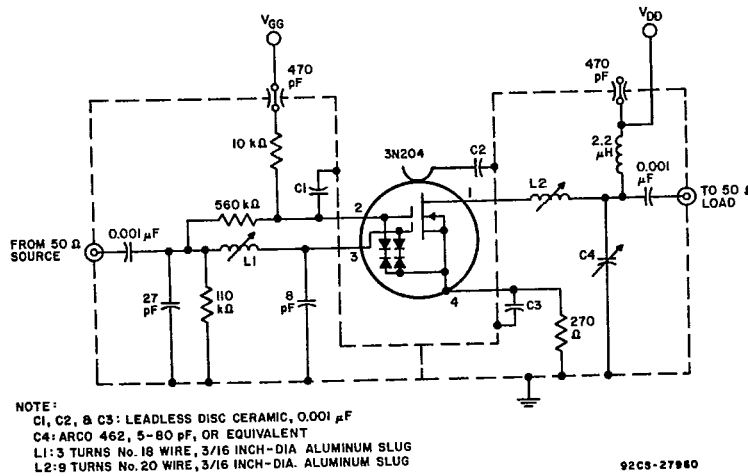 VGG
VDD
470
pF
470
pF
10 kΩ
3N204
C2
2.2
µH
0.001
µF
C1
1
L2
TO 50 Ω
LOAD
560 kΩ
2
FROM 50 Ω
SOURCE
0.001 µF
L1
3
C4
4
27
pF
110
kΩ
8
pF
C3
270
Ω
NOTE:
C1, C2, & C3: LEADLESS DISC CERAMIC, 0.001 µF
C4: ARCO 462, 5-80 pF, OR EQUIVALENT
L1: 3 TURNS No. 18 WIRE, 3/16 INCH-DIA ALUMINUM SLUG
L2: 9 TURNS No. 20 WIRE, 3/16 INCH-DIA. ALUMINUM SLUG
92CS-27960